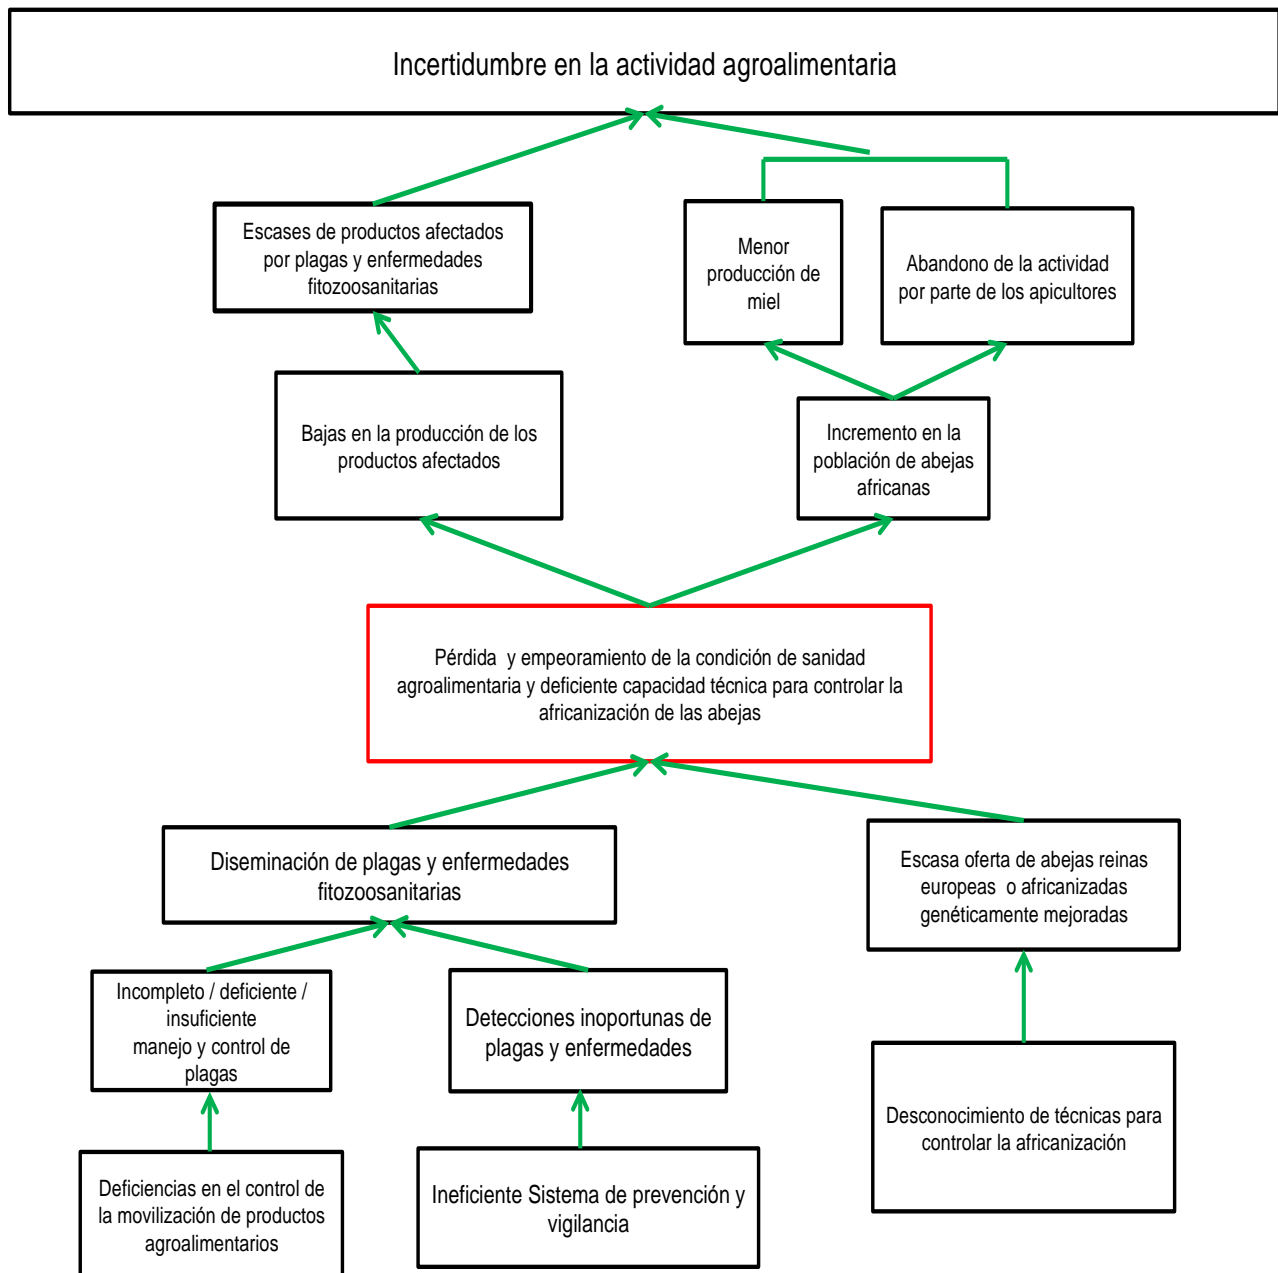 Incertidumbre en la actividad agroalimentaria
Escases de productos afectados
por plagas y enfermedades
fitozoosanitarias
Menor
producción de
miel
Abandono de la actividad
por parte de los apicultores
Bajas en la producción de los
productos afectados
Incremento en la
población de abejas
africanas
Pérdida y empeoramiento de la condición de sanidad
agroalimentaria y deficiente capacidad técnica para controlar la
africanización de las abejas
Diseminación de plagas y enfermedades
fitozoosanitarias
Escasa oferta de abejas reinas
europeas o africanizadas
genéticamente mejoradas
Incompleto / deficiente /
insuficiente
manejo y control de
plagas
Detecciones inoportunas de
plagas y enfermedades
Desconocimiento de técnicas para
controlar la africanización
Deficiencias en el control de
la movilización de productos
agroalimentarios
Ineficiente Sistema de prevención y
vigilancia